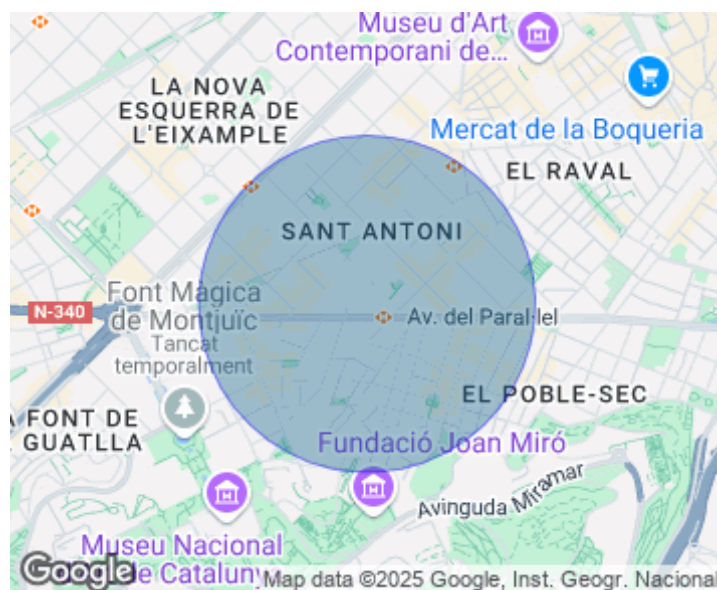 Museu d'Art
Contemporani de...
LA NOVA
ESQUERRA DE
L'EIXAMPLE
Mercat de la Boqueria
EL RAVAL
SANT ANTONI
Font Màgica
de Montjuïc
Tancat
temporalment
N-340
Av. del Paral·lel
EL POBLE-SEC
A FONT DE
GUATLLA
Fundació Joan Miró
Avinguda Miramar
Museu Nacional
de Catalunya
Google
Map data ©2025 Google, Inst. Geogr. Nacional